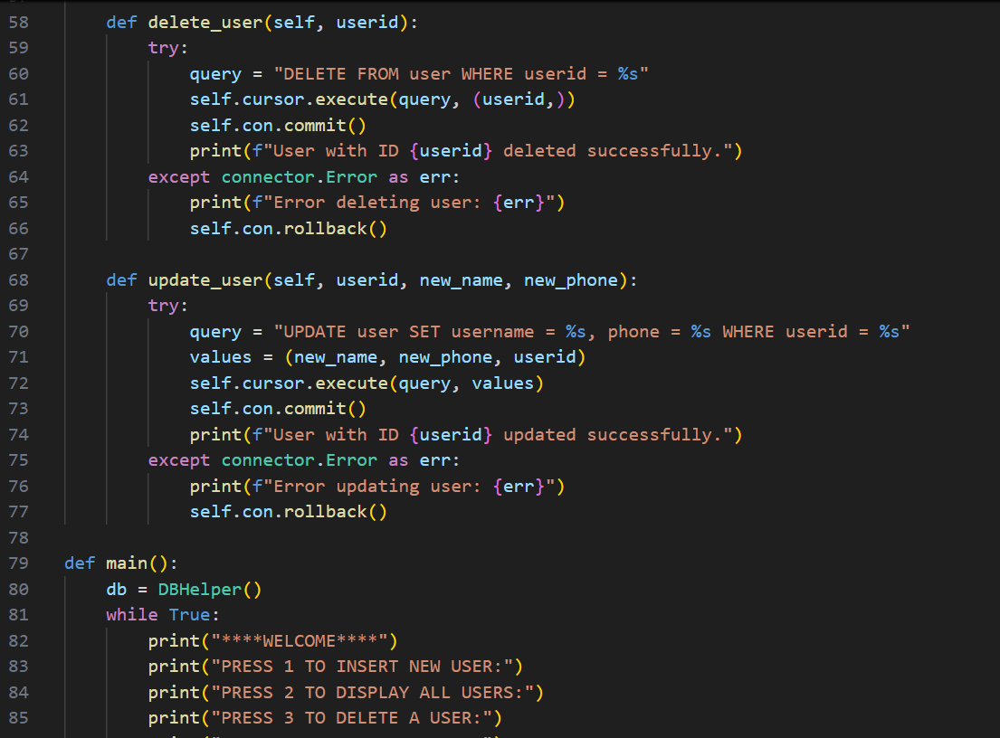 58 def delete_user(self, userid):
59 try:
60 query = "DELETE FROM user WHERE userid = %s"
61 self.cursor.execute(query, (userid,))
62 self.con.commit()
63 print(f"User with ID {userid} deleted successfully.")
64 except connector.Error as err:
65 print(f"Error deleting user: {err}")
66 self.con.rollback()
67
68 def update_user(self, userid, new_name, new_phone):
69 try:
70 query = "UPDATE user SET username = %s, phone = %s WHERE userid = %s"
71 values = (new_name, new_phone, userid)
72 self.cursor.execute(query, values)
73 self.con.commit()
74 print(f"User with ID {userid} updated successfully.")
75 except connector.Error as err:
76 print(f"Error updating user: {err}")
77 self.con.rollback()
78
79 def main():
80 db = DBHelper()
81 while True:
82 print("****WELCOME****")
83 print("PRESS 1 TO INSERT NEW USER:")
84 print("PRESS 2 TO DISPLAY ALL USERS:")
85 print("PRESS 3 TO DELETE A USER:")